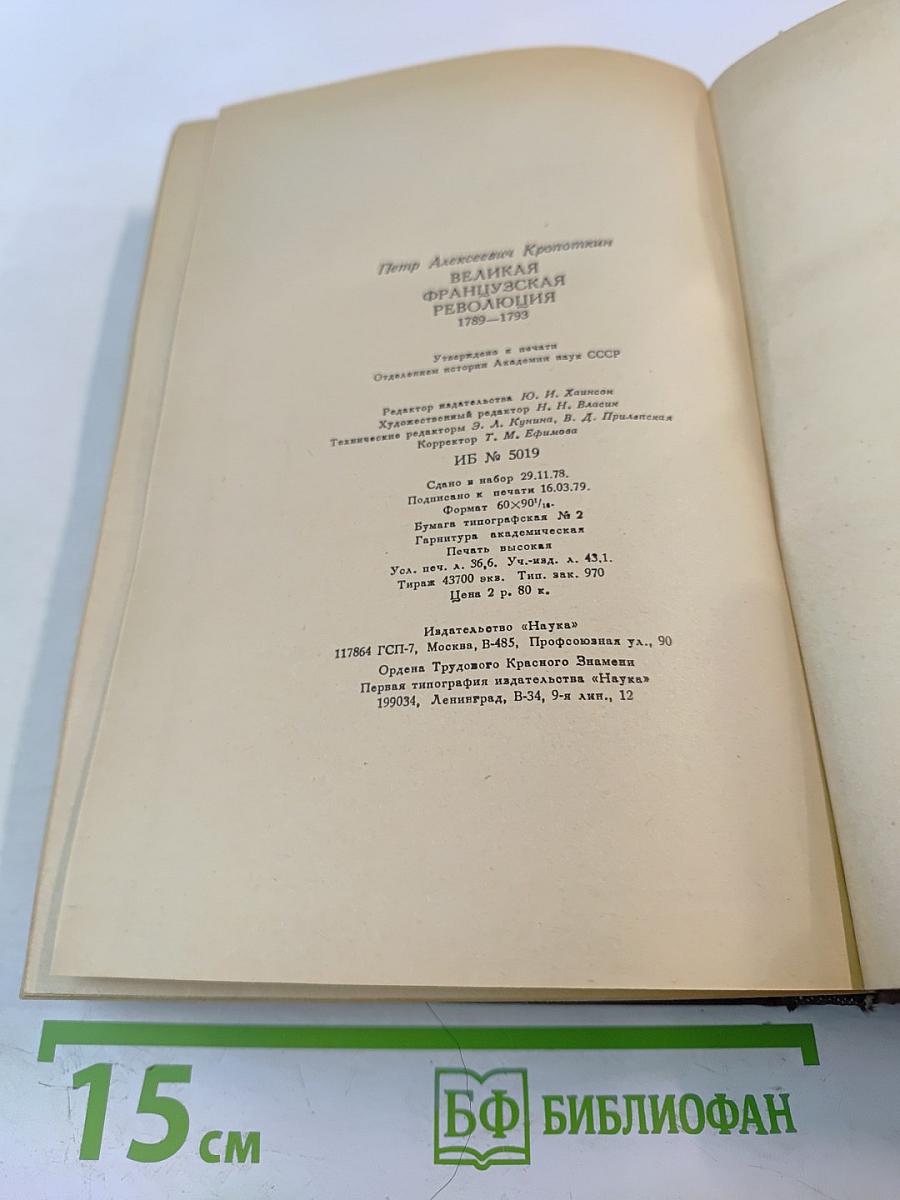 Петр Алексеевич Кропоткин
ВЕЛИКАЯ
ФРАНЦУЗСКАЯ
РЕВОЛЮЦИЯ
1789—1793
Утверждено к печати
Отделением истории Академии наук СССР
Редактор издательства Ю. И. Хаинсон
Художественный редактор Н. Н. Власик
Технические редакторы Э. Л. Кунина, В. Д. Прилепская
Корректор Т. М. Ефимова
ИБ № 5019
Сдано в набор 29.11.78.
Подписано к печати 16.03.79.
Формат 60×90¹/₁₆.
Бумага типографская № 2
Гарнитура академическая
Печать высокая
Усл. печ. л. 36,6. Уч.-изд. л. 43,1.
Тираж 43700 экз. Тип. зак. 970
Цена 2 р. 80 к.
Издательство «Наука»
117864 ГСП-7, Москва, В-485, Профсоюзная ул., 90
Ордена Трудового Красного Знамени
Первая типография издательства «Наука»
199034, Ленинград, В-34, 9-я лин., 12
15 см
БФ БИБЛИОФАН